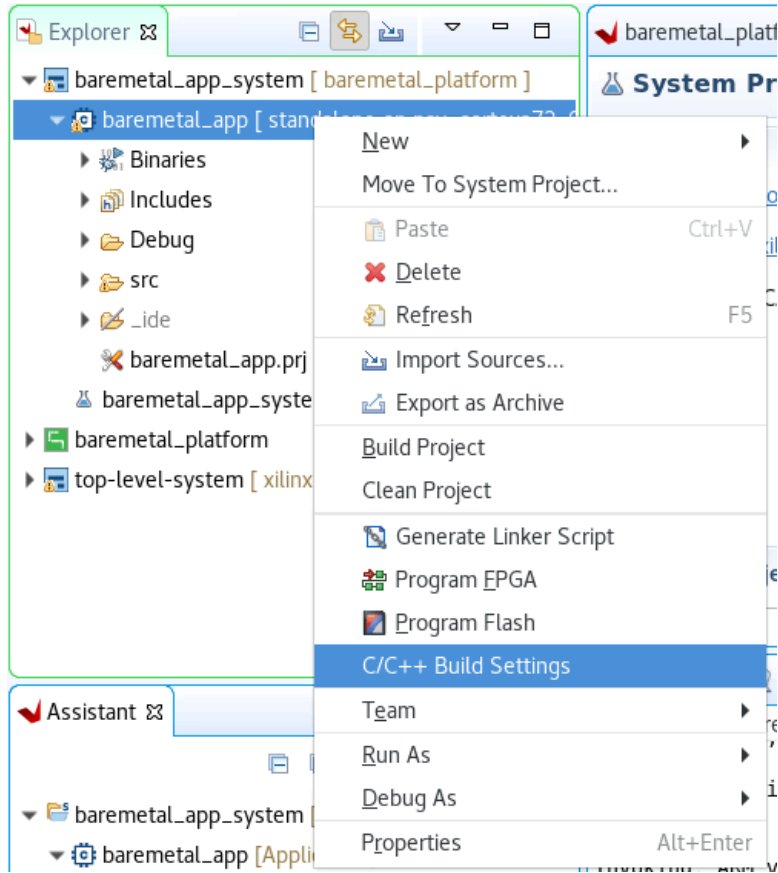 Explorer
baremetal_platf
baremetal_app_system [ baremetal_platform ]
System Pr
baremetal_app [
New
Binaries
Move To System Project...
Includes
Paste Ctrl+V
Debug
Delete
src
Refresh F5
_ide
baremetal_app.prj
Import Sources...
baremetal_app_syste
Export as Archive
baremetal_platform
Build Project
top-level-system [ xilinx
Clean Project
Generate Linker Script
Program FPGA
Program Flash
C/C++ Build Settings
Assistant
Team
Run As
Debug As
baremetal_app_system [
Properties Alt+Enter
baremetal_app [Appli